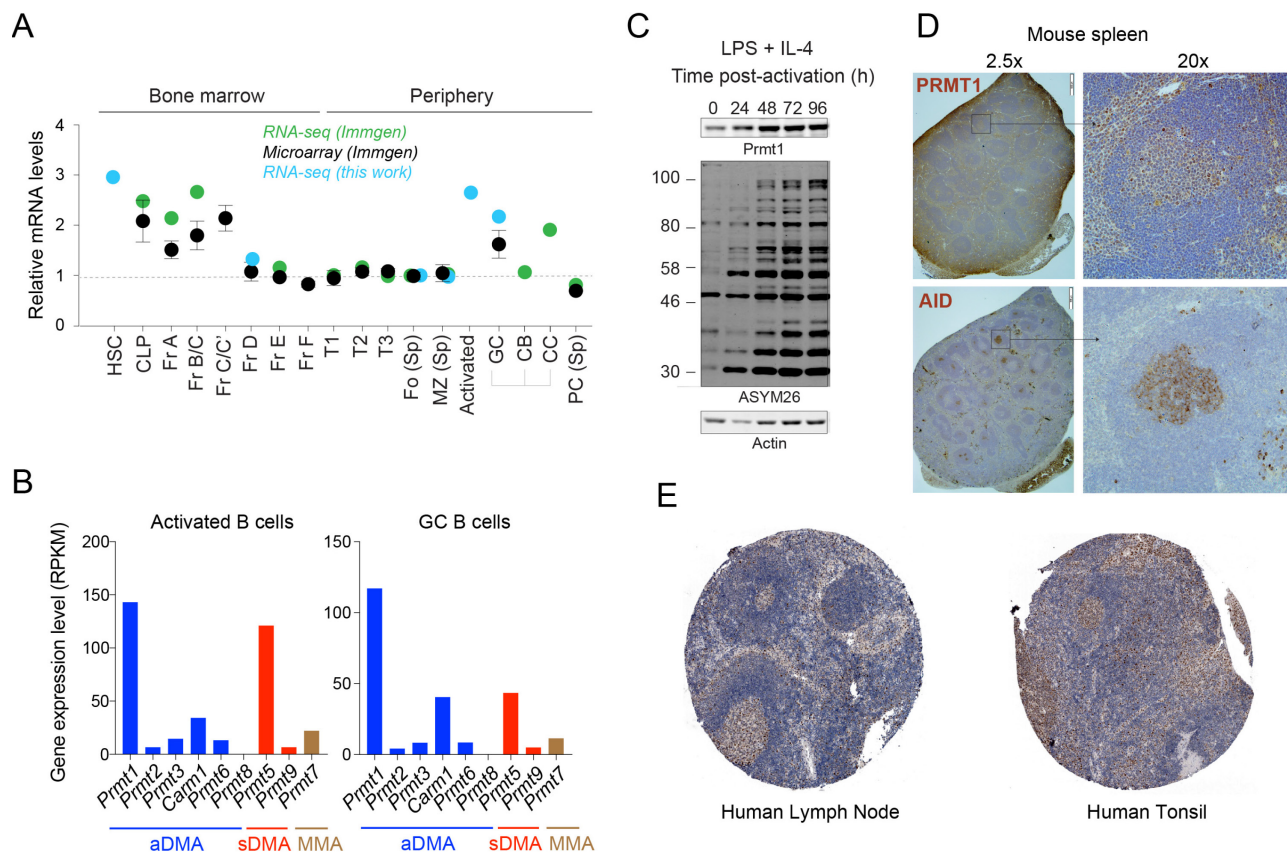 A
Bone marrow
Periphery
RNA-seq (Immgen)
Microarray (Immgen)
RNA-seq (this work)
Relative mRNA levels
4
3
2
1
0
HSC
CLP
Fr A
Fr B/C
Fr C/C'
Fr D
Fr E
Fr F
T1
T2
T3
Fo (Sp)
MZ (Sp)
Activated
GC
CB
CC
PC (Sp)
B
Activated B cells
GC B cells
Gene expression level (RPKM)
200
150
100
50
0
150
100
50
0
Prmt1
Prmt2
Prmt3
Carm1
Prmt6
Prmt8
Prmt5
Prmt9
Prmt7
Prmt1
Prmt2
Prmt3
Carm1
Prmt6
Prmt8
Prmt5
Prmt9
Prmt7
aDMA sDMA MMA
aDMA sDMA MMA
C
LPS + IL-4
Time post-activation (h)
0 24 48 72 96
Prmt1
100
80
58
46
30
ASYM26
Actin
D
Mouse spleen
2.5x 20x
PRMT1
AID
E
Human Lymph Node
Human Tonsil